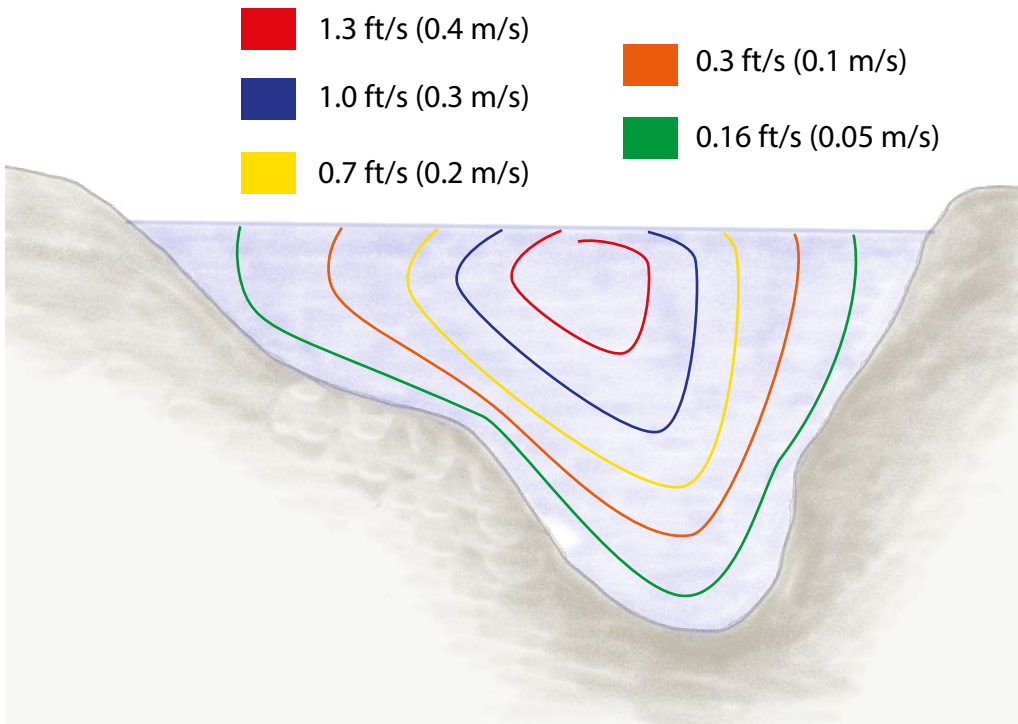 1.3 ft/s (0.4 m/s)
1.0 ft/s (0.3 m/s)
0.7 ft/s (0.2 m/s)
0.3 ft/s (0.1 m/s)
0.16 ft/s (0.05 m/s)